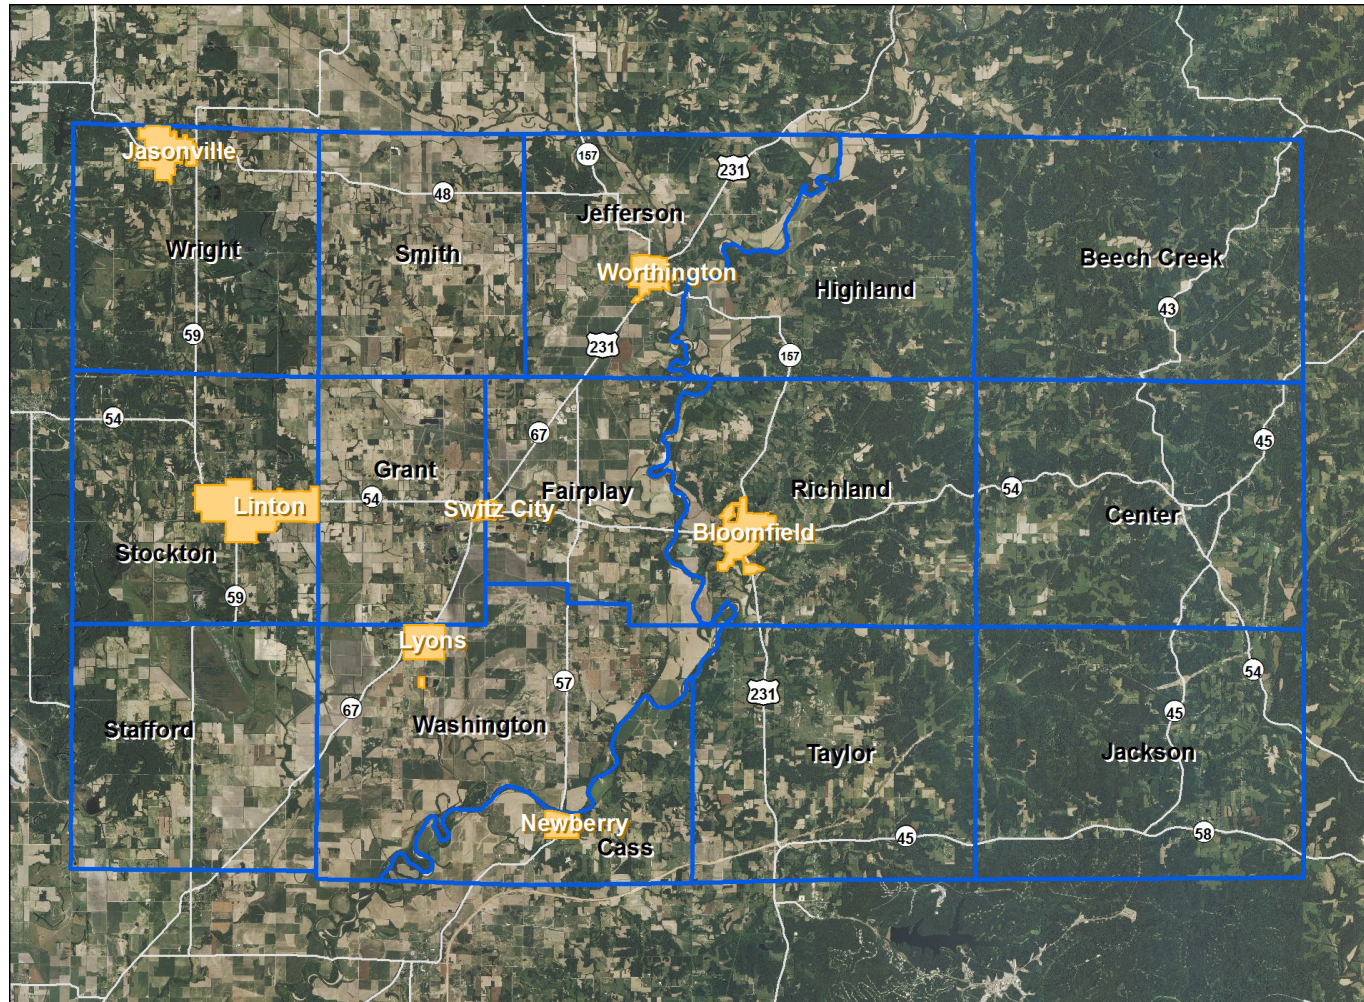 Jasonville
157
231
48
Jefferson
Wright
Smith
Beech Creek
Worthington
Highland
43
59
231
157
54
67
45
Grant
Fairplay
Richland
54
54
Linton
Switz City
Center
Bloomfield
Stockton
59
Lyons
54
57
231
67
45
Stafford
Washington
Taylor
Jackson
Newberry
58
45
Cass